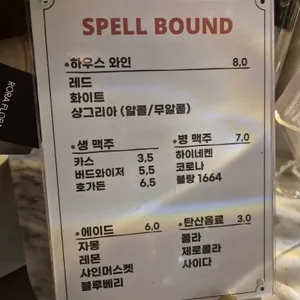 SPELL BOUND
•하우스 와인 8,0
레드
화이트
샹그리아 (알콜/무알콜)
•생 맥주
카스 3,5
버드와이저 5,5
호가든 6,5
•병 맥주 7,0
하이네켄
코로나
블랑 1664
•에이드 6,0
자몽
레몬
샤인머스켓
블루베리
•탄산음료 3.0
콜라
제로콜라
사이다
RORA FLOR